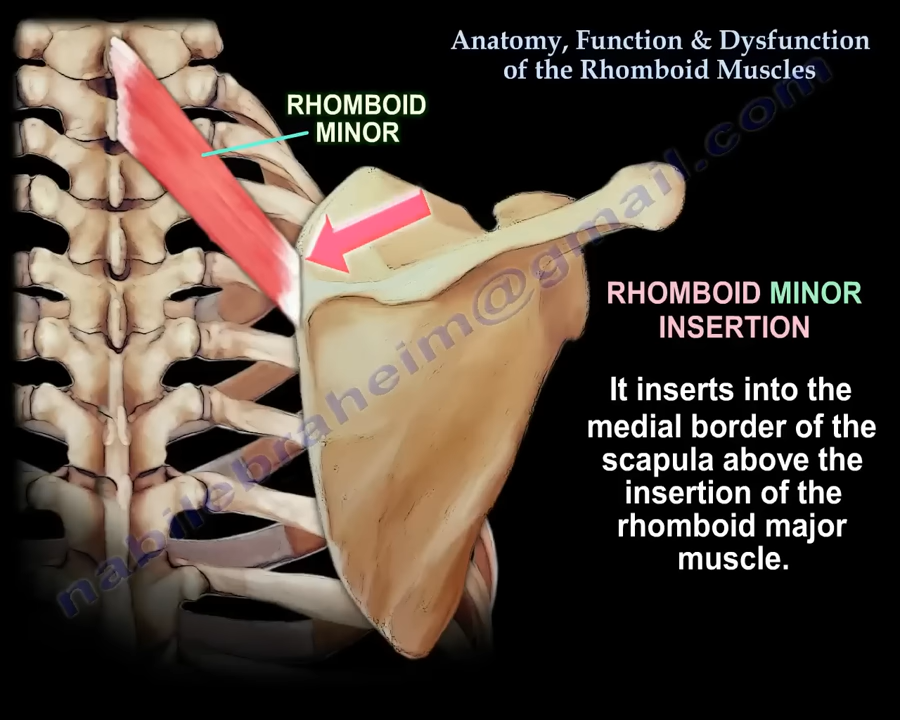 Anatomy, Function & Dysfunction
of the Rhomboid Muscles
RHOMBOID
MINOR
RHOMBOID MINOR
INSERTION
It inserts into the
medial border of the
scapula above the
insertion of the
rhomboid major
muscle.
nabilebraheim@gmail.com